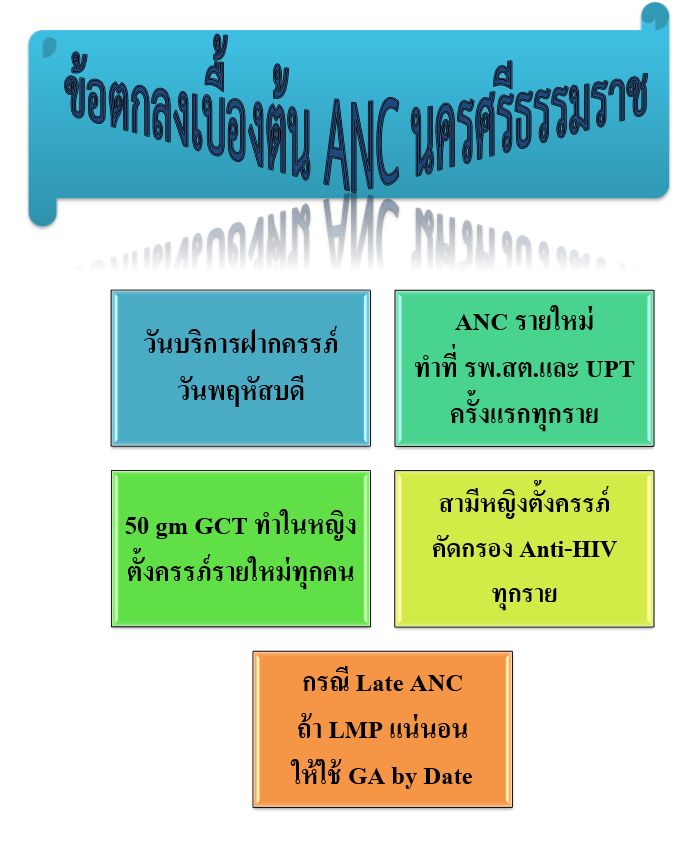 ข้อตกลงเบื้องต้น ANC นครศรีธรรมราช
วันบริการฝากครรภ์
วันพฤหัสบดี
ANC รายใหม่
ทำที่ รพ.สต.และ UPT
ครั้งแรกทุกราย
50 gm GCT ทำในหญิง
ตั้งครรภ์รายใหม่ทุกคน
สามีหญิงตั้งครรภ์
คัดกรอง Anti-HIV
ทุกราย
กรณี Late ANC
ถ้า LMP แน่นอน
ให้ใช้ GA by Date